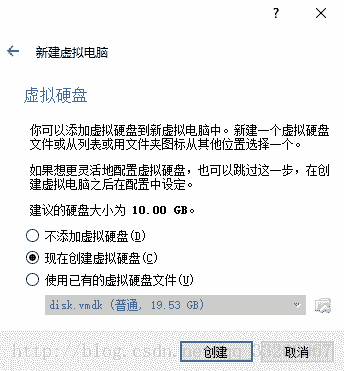 ?
新建虚拟电脑
虚拟硬盘
你可以添加虚拟硬盘到新虚拟电脑中。新建一个虚拟硬盘
文件或从列表或用文件夹图标从其他位置选择一个。
如果想更灵活地配置虚拟硬盘，也可以跳过这一步，在创
建虚拟电脑之后在配置中设定。
建议的硬盘大小为 10.00 GB。
不添加虚拟硬盘(D)
现在创建虚拟硬盘(C)
使用已有的虚拟硬盘文件(U)
disk.vmdk (普通, 19.53 GB)
创建 取消